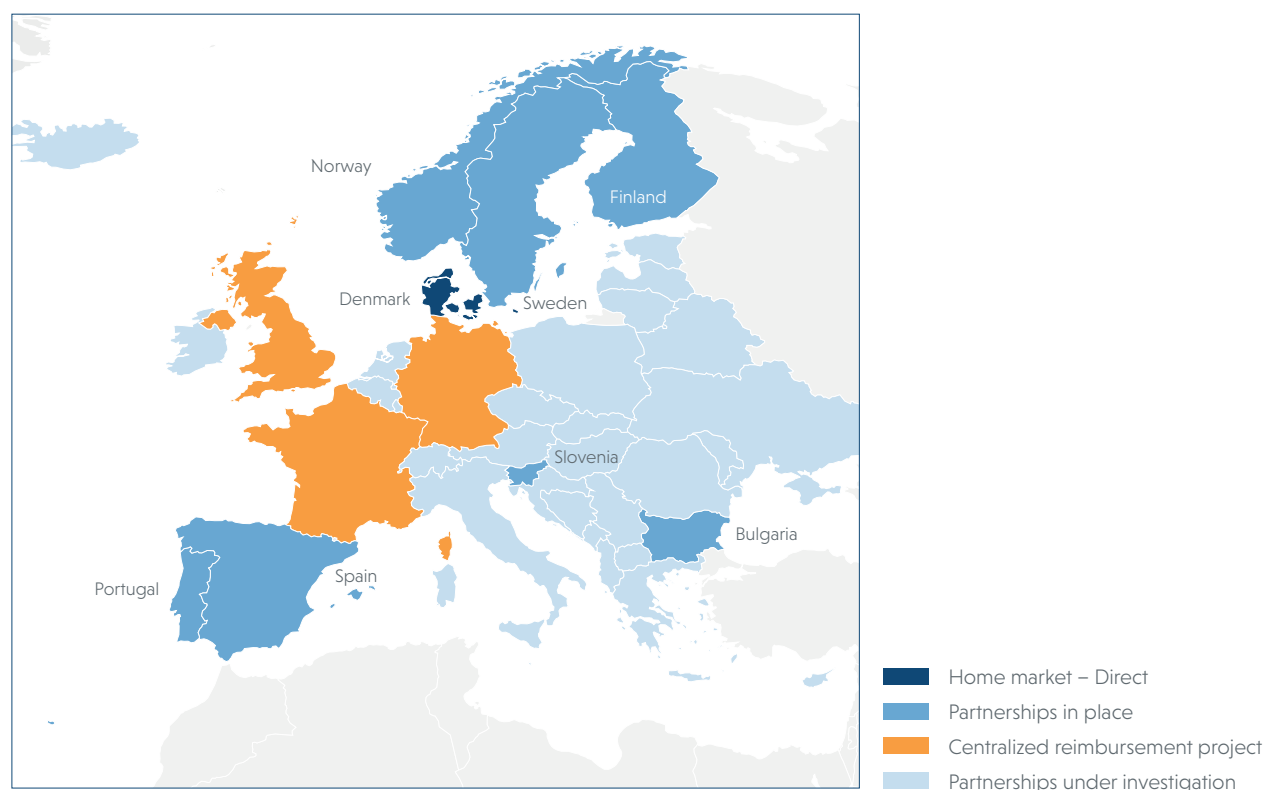 Norway
Finland
Denmark
Sweden
Slovenia
Bulgaria
Spain
Portugal
Home market – Direct
Partnerships in place
Centralized reimbursement project
Partnerships under investigation